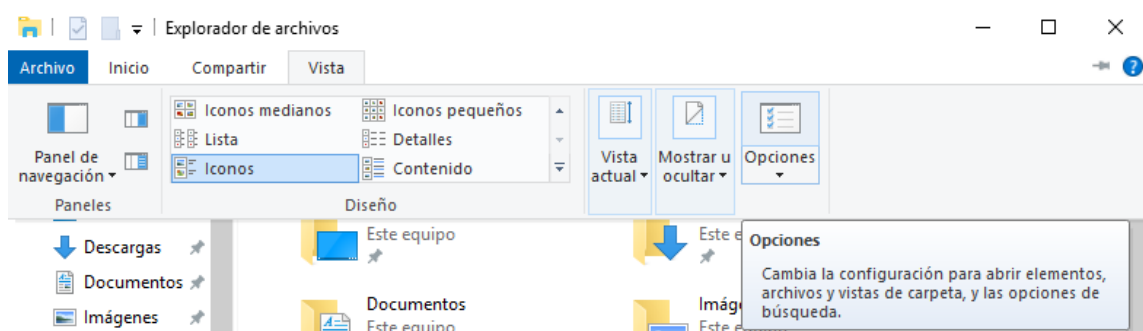 Explorador de archivos
Archivo Inicio Compartir Vista
Panel de navegación
Iconos medianos Iconos pequeños
Lista Detalles
Iconos Contenido
Vista actual
Mostrar u ocultar
Opciones
Paneles Diseño
Descargas
Documentos
Imágenes
Este equipo
Documentos
Este equipo
Opciones
Cambia la configuración para abrir elementos,
archivos y vistas de carpeta, y las opciones de
búsqueda.